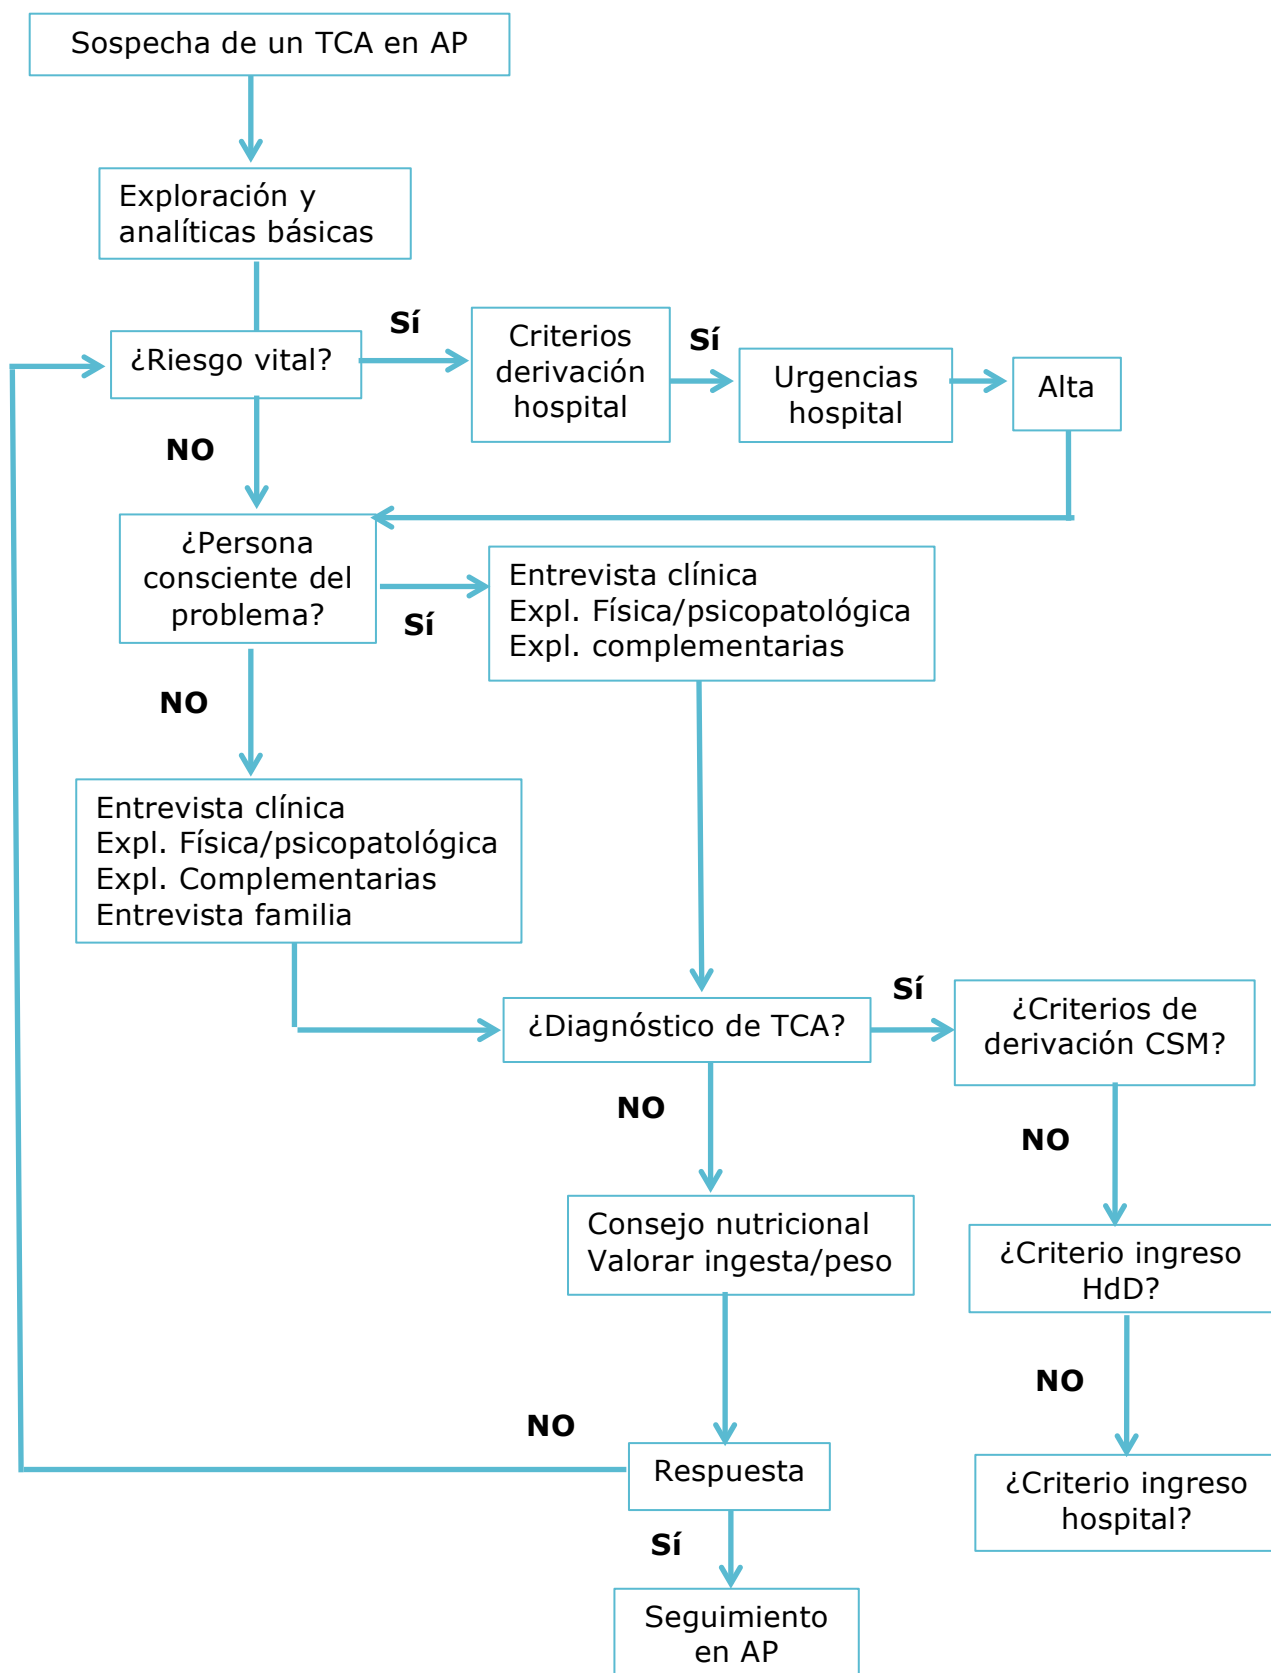 Sospecha de un TCA en AP
Exploración y
analíticas básicas
¿Riesgo vital?
Sí
Criterios
derivación
hospital
Sí
Urgencias
hospital
Alta
NO
¿Persona
consciente del
problema?
Sí
Entrevista clínica
Expl. Física/psicopatológica
Expl. complementarias
NO
Entrevista clínica
Expl. Física/psicopatológica
Expl. Complementarias
Entrevista familia
¿Diagnóstico de TCA?
Sí
¿Criterios de
derivación CSM?
NO
NO
Consejo nutricional
Valorar ingesta/peso
¿Criterio ingreso
HdD?
NO
NO
Respuesta
¿Criterio ingreso
hospital?
Sí
Seguimiento
en AP